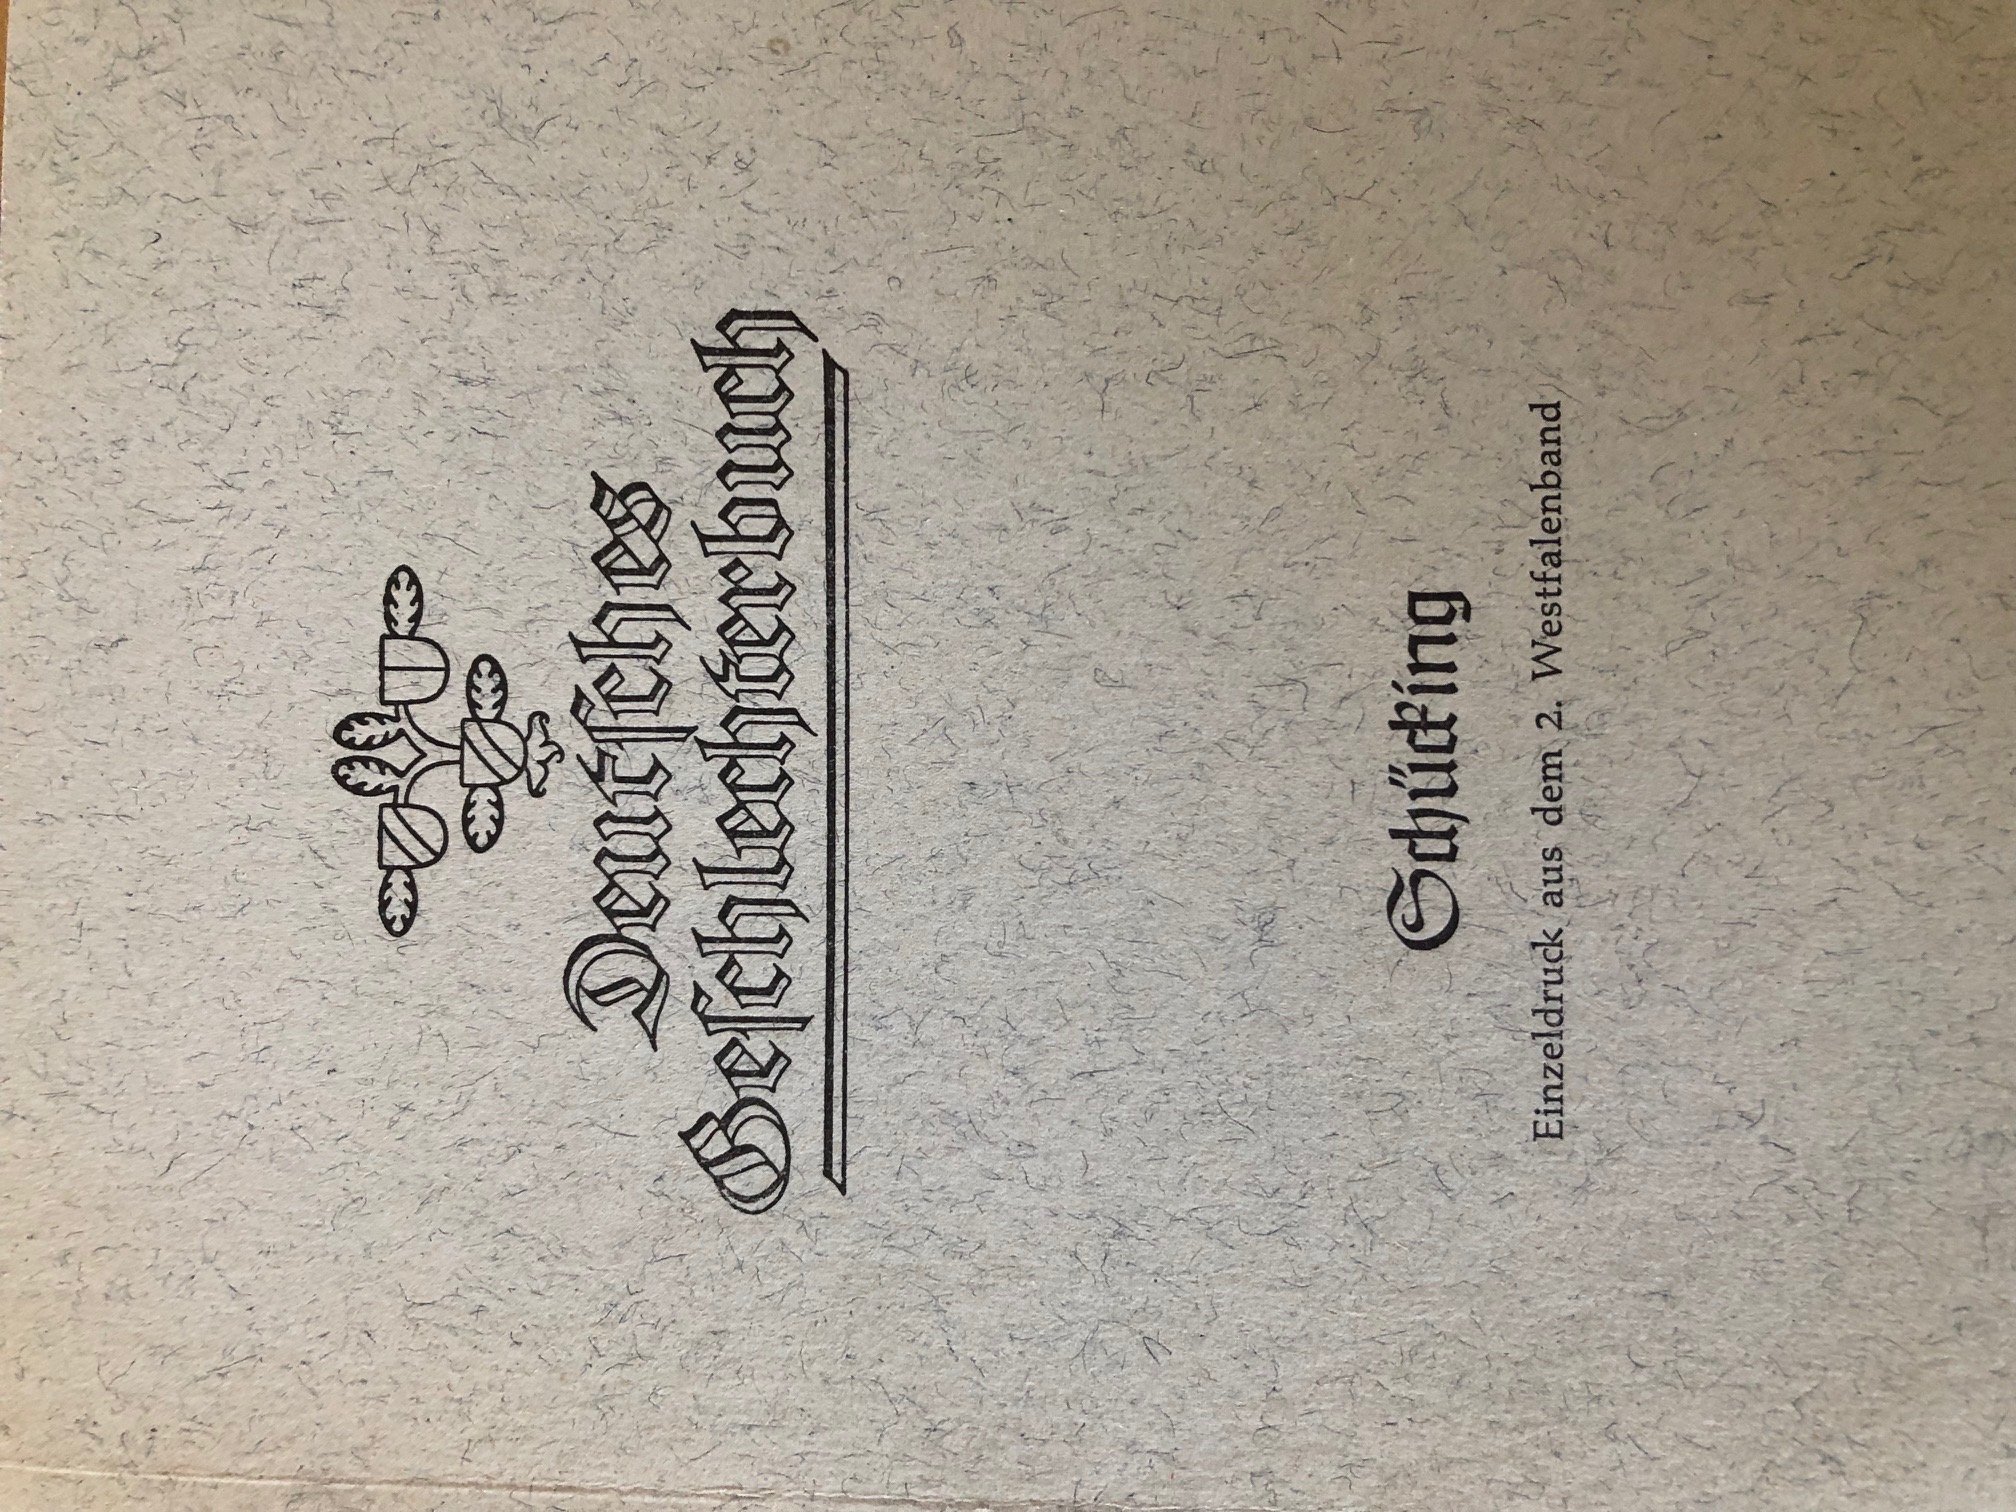 Deutſches
Geſchlechterbuch
Schücking
Einzeldruck aus dem 2. Westfalenband